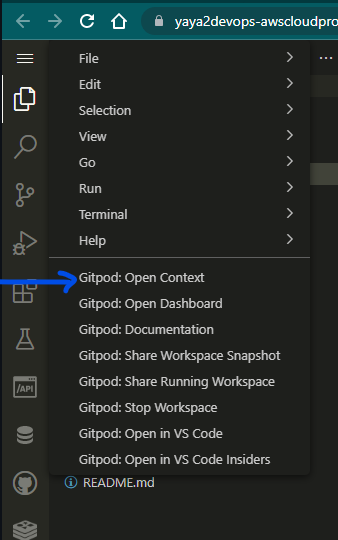 yaya2devops-awscloudpro
File
Edit
Selection
View
Go
Run
Terminal
Help
Gitpod: Open Context
Gitpod: Open Dashboard
Gitpod: Documentation
Gitpod: Share Workspace Snapshot
Gitpod: Share Running Workspace
Gitpod: Stop Workspace
Gitpod: Open in VS Code
Gitpod: Open in VS Code Insiders
/API
README.md